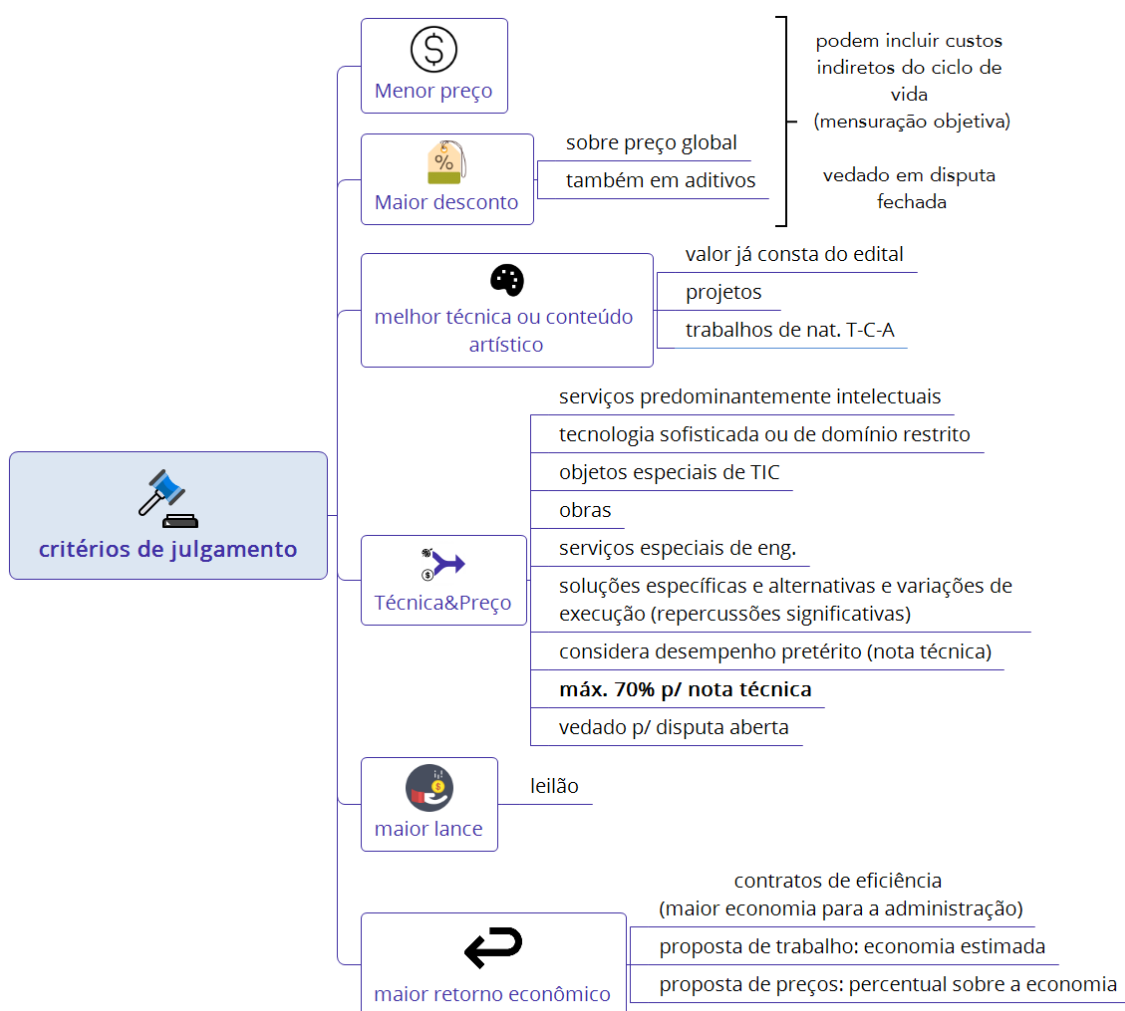 Menor preço
podem incluir custos
indiretos do ciclo de
vida
(mensuração objetiva)
vedado em disputa
fechada
%
Maior desconto
sobre preço global
também em aditivos
melhor técnica ou conteúdo
artístico
valor já consta do edital
projetos
trabalhos de nat. T-C-A
critérios de julgamento
Técnica&Preço
serviços predominantemente intelectuais
tecnologia sofisticada ou de domínio restrito
objetos especiais de TIC
obras
serviços especiais de eng.
soluções específicas e alternativas e variações de
execução (repercussões significativas)
considera desempenho pretérito (nota técnica)
máx. 70% p/ nota técnica
vedado p/ disputa aberta
maior lance
leilão
maior retorno econômico
contratos de eficiência
(maior economia para a administração)
proposta de trabalho: economia estimada
proposta de preços: percentual sobre a economia